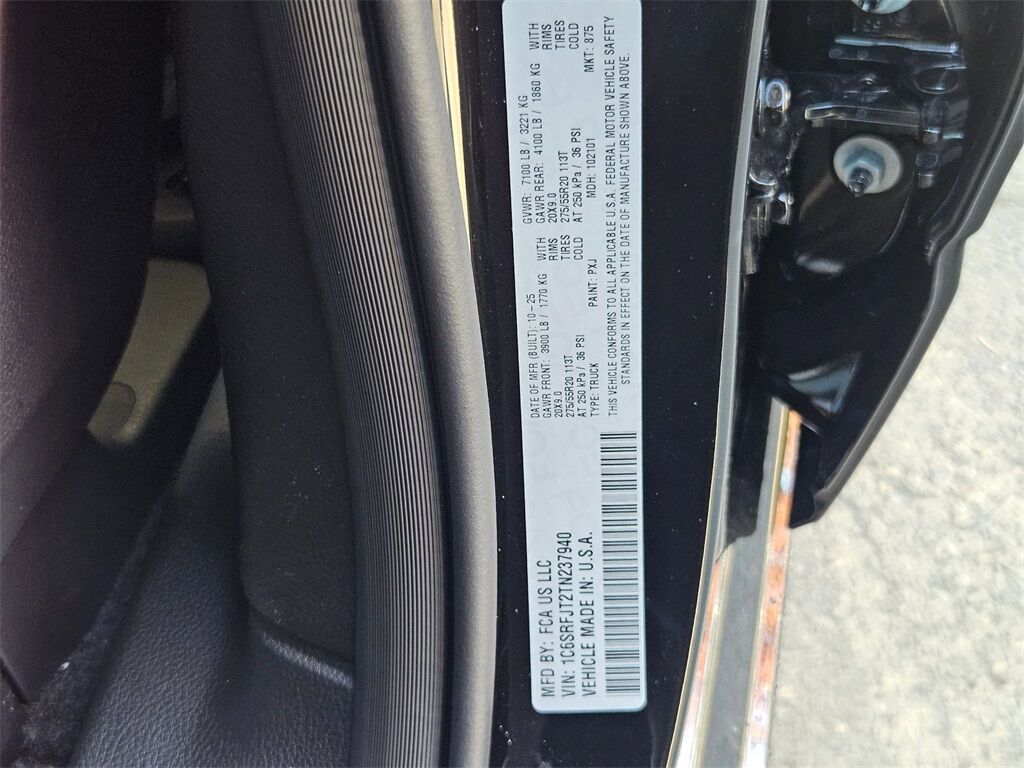 MFD BY: FCA US LLC
DATE OF MFR (BUILT): 10-25 GVWR: 7100 LB / 3221 KG
GAWR FRONT: 3900 LB / 1770 KG WITH GAWR REAR: 4100 LB / 1860 KG WITH
20X9.0 RIMS 20X9.0 RIMS
275/55R20 113T TIRES 275/55R20 113T TIRES
AT 250 kPa / 36 PSI COLD AT 250 kPa / 36 PSI COLD
VIN: 1C6SRFJT2TN237940
TYPE: TRUCK PAINT: PXJ MDH: 102101 MKT: 875
VEHICLE MADE IN: U.S.A.
THIS VEHICLE CONFORMS TO ALL APPLICABLE U.S.A. FEDERAL MOTOR VEHICLE SAFETY
STANDARDS IN EFFECT ON THE DATE OF MANUFACTURE SHOWN ABOVE.